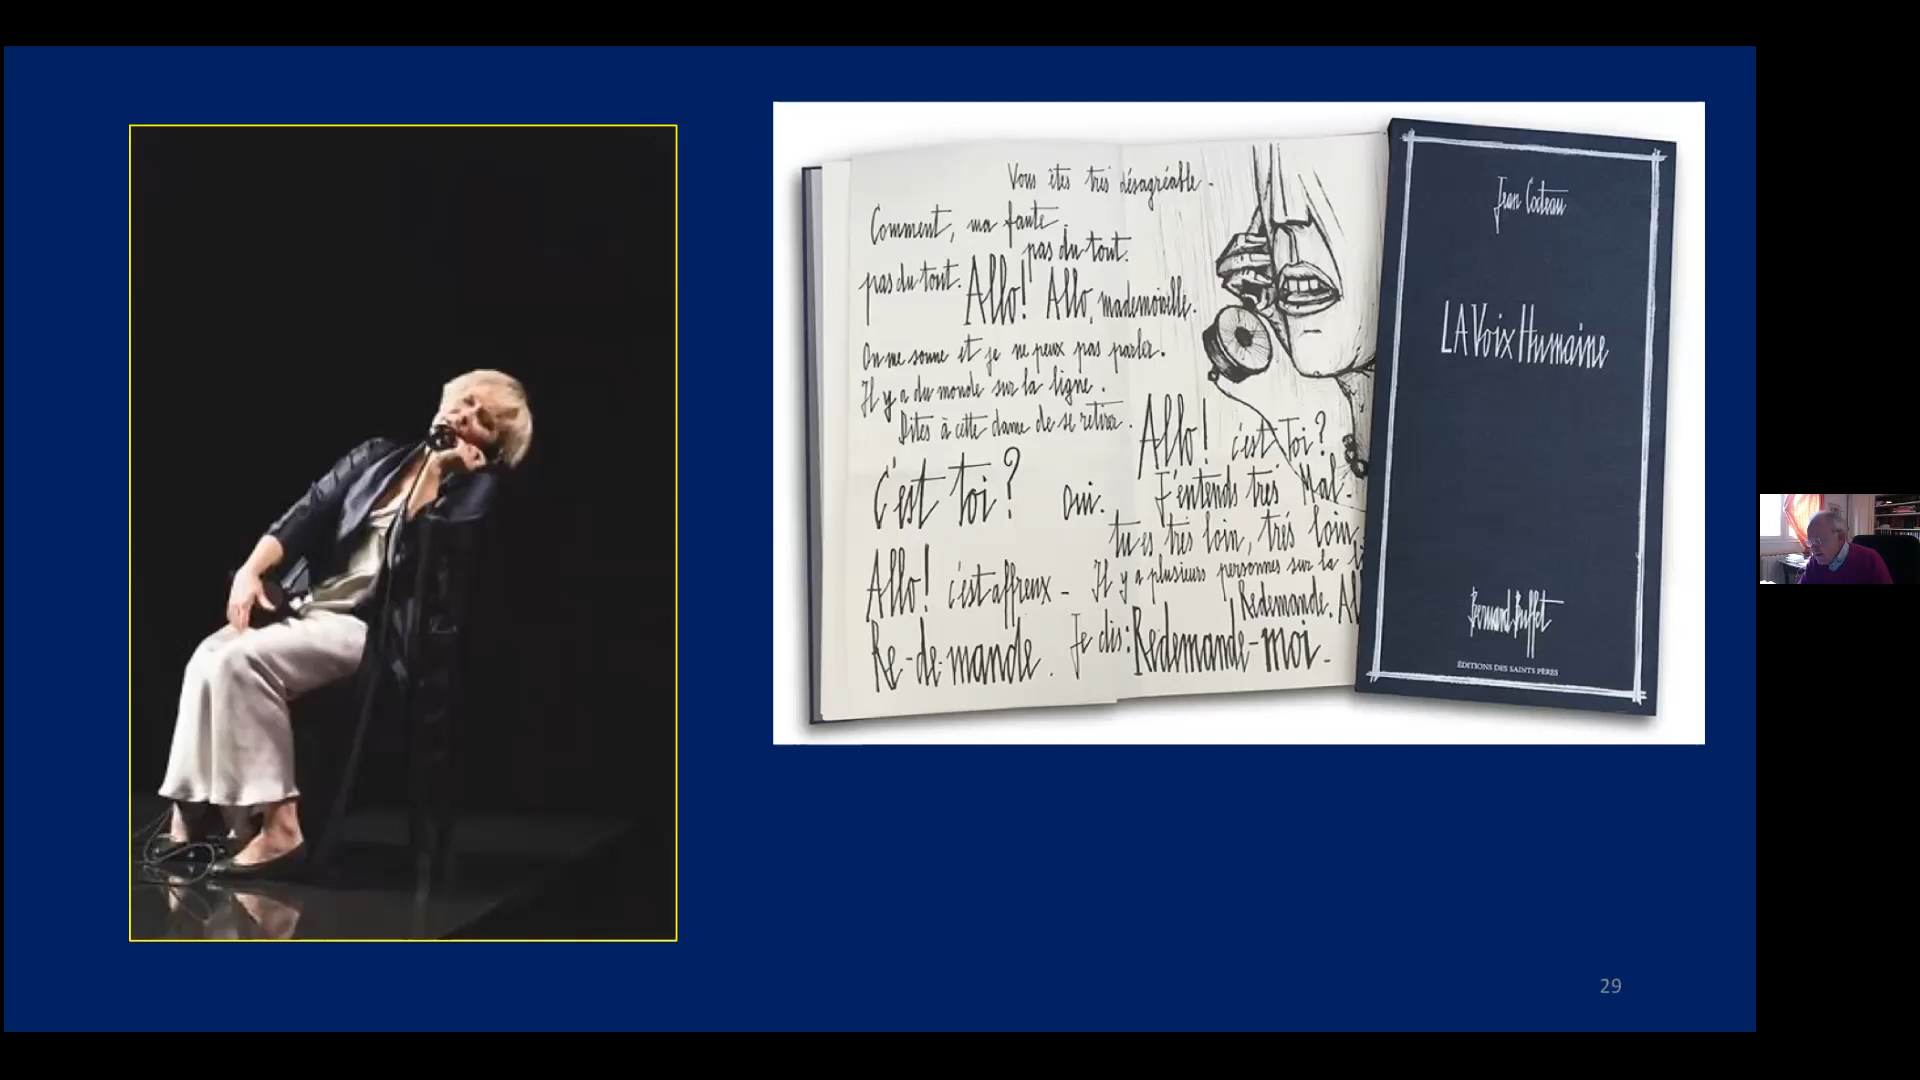 Vous êtes très désagréable.
Comment, ma faute.
pas du tout.
pas du tout. Allo! Allo, mademoiselle.
On me sonne et je ne peux pas parler.
Il y a du monde sur la ligne.
Dites à cette dame de se retirer.
Allo! c'est Toi?
c'est toi? oui. J'entends très Mal-
tu es très loin, très loin,
Allo! c'est affreux - Il y a plusieurs personnes sur la
Redemande. Al
Re-de-mande. Je dis: Redemande-moi.
Jean Cocteau
LA Voix Humaine
Bernard Buffet
ÉDITIONS DES SAINTS PÈRES
29